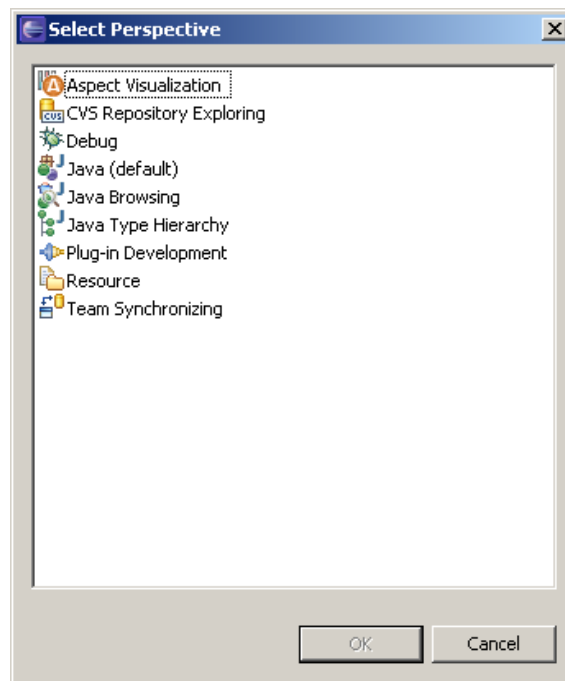 Select Perspective
Aspect Visualization
CVS Repository Exploring
Debug
Java (default)
Java Browsing
Java Type Hierarchy
Plug-in Development
Resource
Team Synchronizing
OK
Cancel